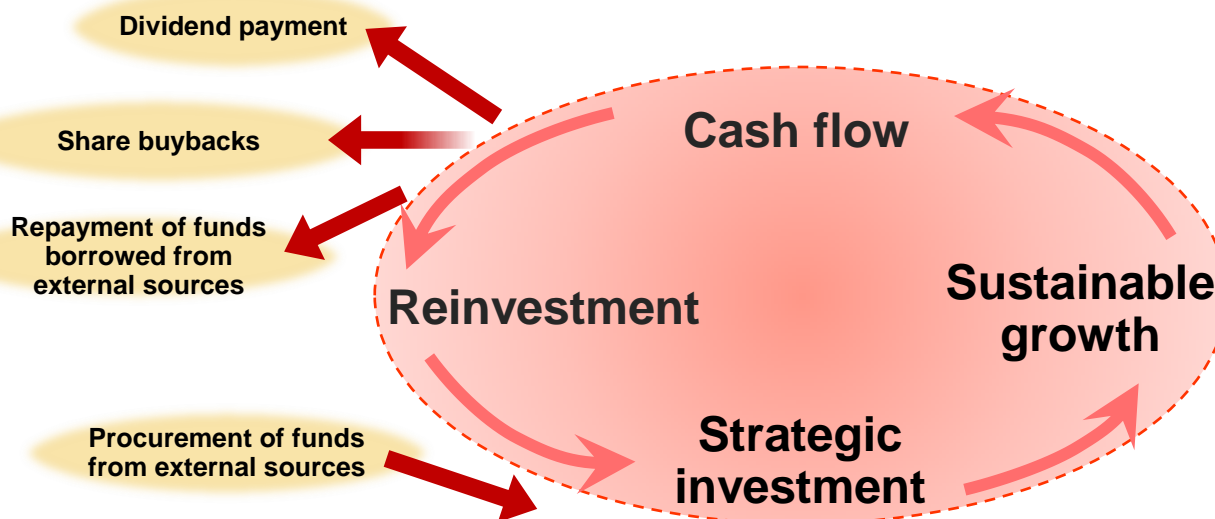 Dividend payment
Share buybacks
Repayment of funds
borrowed from
external sources
Procurement of funds
from external sources
Cash flow
Reinvestment
Sustainable
growth
Strategic
investment